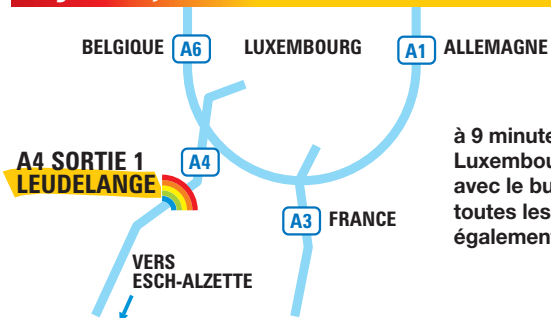 BELGIQUE A6 LUXEMBOURG A1 ALLEMAGNE
à 9 minute
Luxembou
avec le bu
toutes les
également
A4 SORTIE 1
LEUDELANGE
A4
A3 FRANCE
VERS
ESCH-ALZETTE